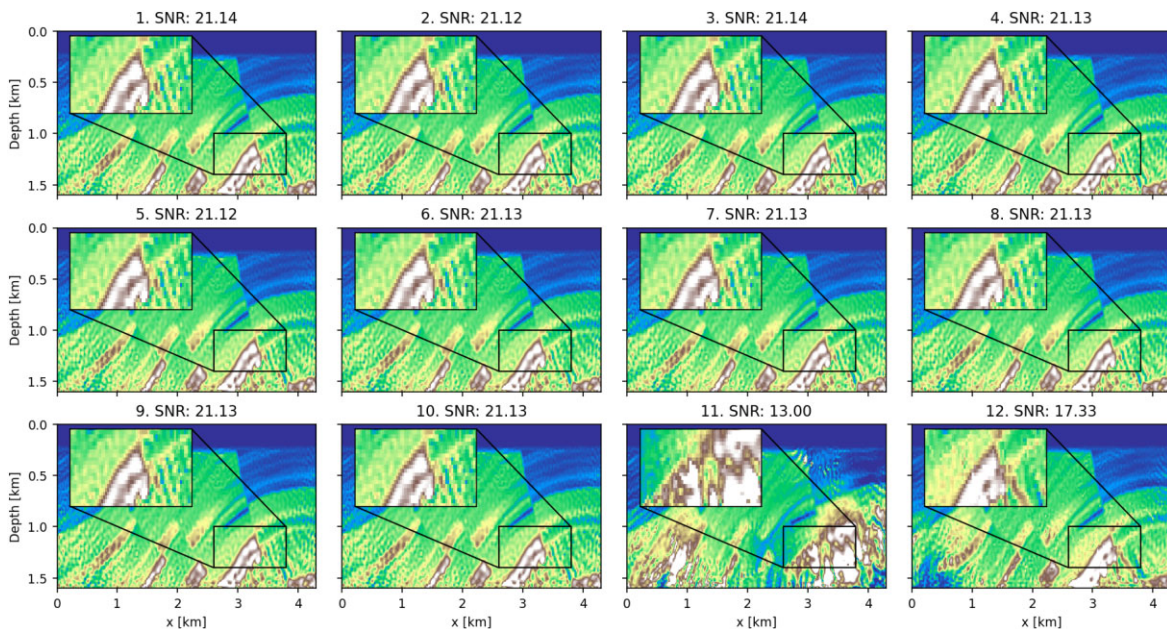 1. SNR: 21.14
2. SNR: 21.12
3. SNR: 21.14
4. SNR: 21.13
0.0
0.5
1.0
1.5
Depth [km]
5. SNR: 21.12
6. SNR: 21.13
7. SNR: 21.13
8. SNR: 21.13
0.0
0.5
1.0
1.5
Depth [km]
9. SNR: 21.13
10. SNR: 21.13
11. SNR: 13.00
12. SNR: 17.33
0.0
0.5
1.0
1.5
Depth [km]
0 1 2 3 4
0 1 2 3 4
0 1 2 3 4
0 1 2 3 4
x [km]
x [km]
x [km]
x [km]